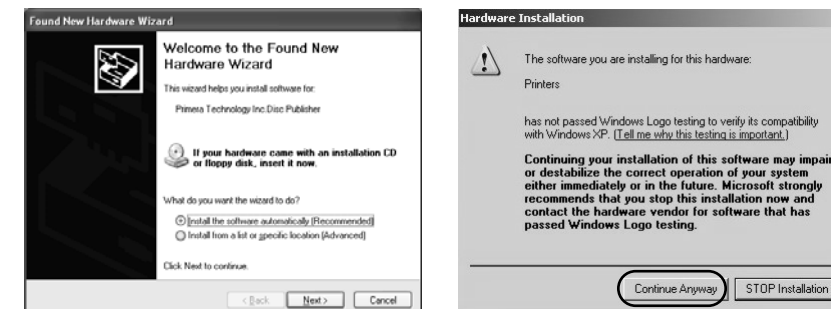 Found New Hardware Wizard
Welcome to the Found New
Hardware Wizard
This wizard helps you install software for:
Primera Technology Inc.Disc Publisher
If your hardware came with an installation CD
or floppy disk, insert it now.
What do you want the wizard to do?
Install the software automatically (Recommended)
Install from a list or specific location (Advanced)
Click Next to continue.
< Back
Next >
Cancel
Hardware Installation
The software you are installing for this hardware:
Printers
has not passed Windows Logo testing to verify its compatibility
with Windows XP. (Tell me why this testing is important.)
Continuing your installation of this software may impair
or destabilize the correct operation of your system
either immediately or in the future. Microsoft strongly
recommends that you stop this installation now and
contact the hardware vendor for software that has
passed Windows Logo testing.
Continue Anyway
STOP Installation